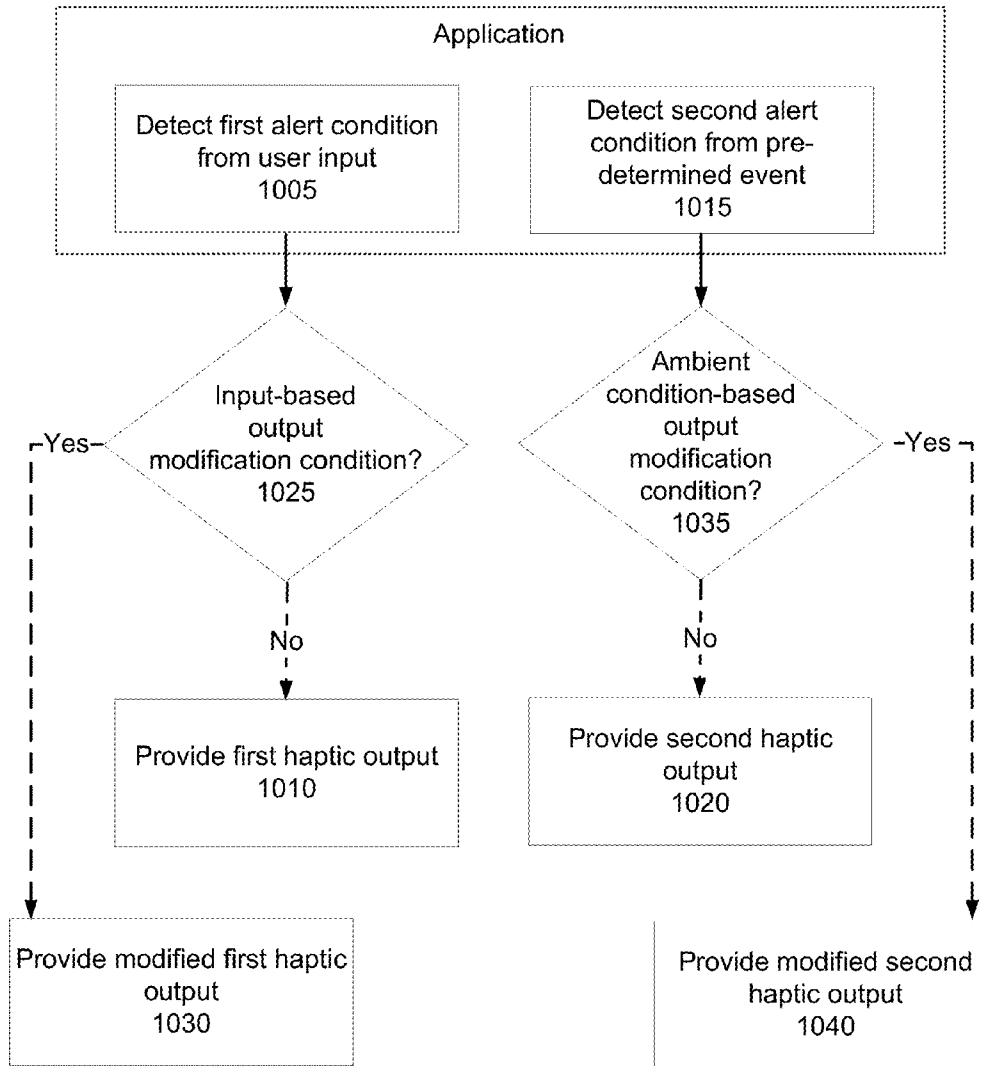 Application
Detect first alert condition
from user input
1005
Detect second alert
condition from pre-
determined event
1015
Input-based
output
modification condition?
1025
Ambient
condition-based
output
modification
condition?
1035
Yes
Yes
No
No
Provide first haptic output
1010
Provide second haptic
output
1020
Provide modified first haptic
output
1030
Provide modified second
haptic output
1040